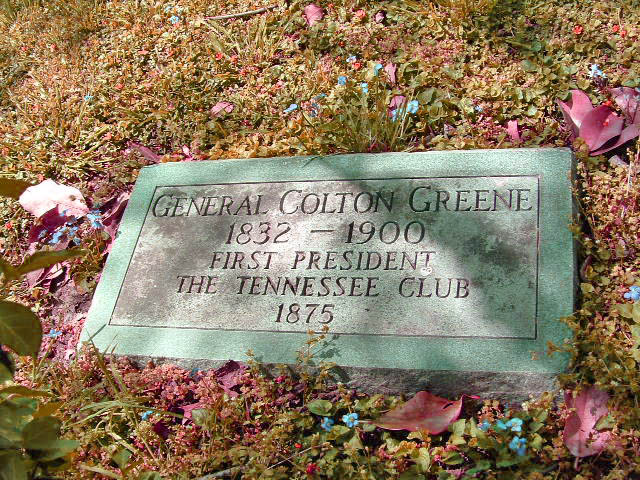 GENERAL COLTON GREENE
1832 — 1900
FIRST PRESIDENT
THE TENNESSEE CLUB
1875